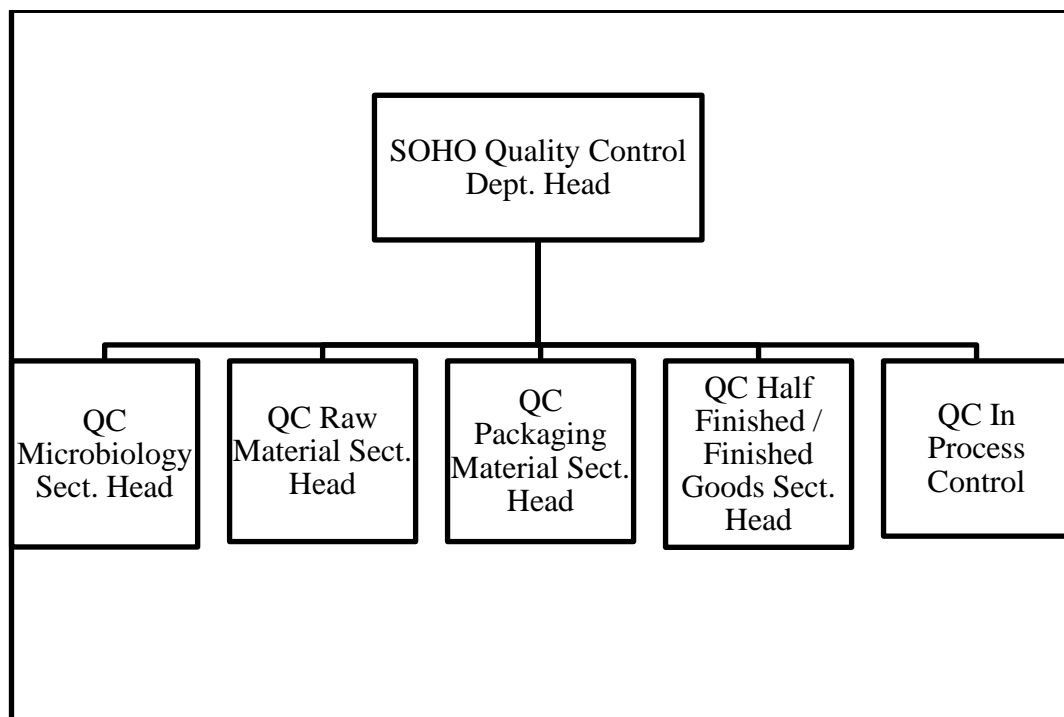 SOHO Quality Control
Dept. Head
QC
Microbiology
Sect. Head
QC Raw
Material Sect.
Head
QC
Packaging
Material Sect.
Head
QC Half
Finished /
Finished
Goods Sect.
Head
QC In
Process
Control